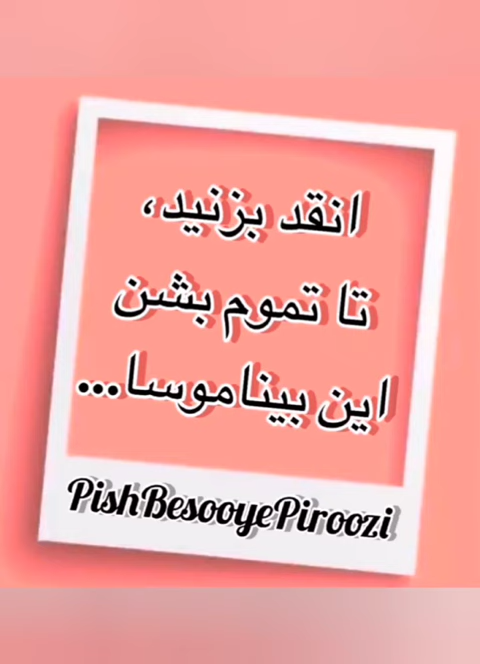 انقد بزنید،
تا تموم بشن
این بیناموسا...
PishBesooyePiroozi